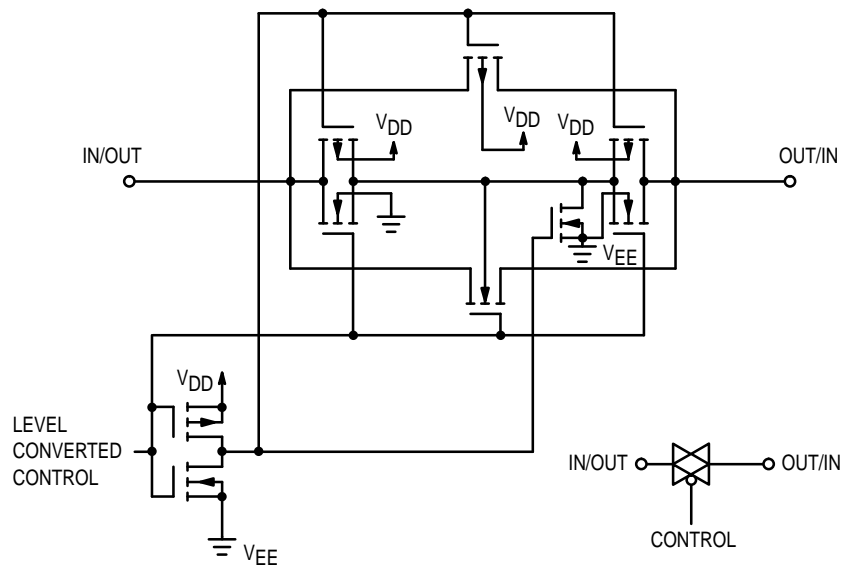 VDD
VDD
VDD
IN/OUT
OUT/IN
VEE
VDD
LEVEL
CONVERTED
CONTROL
IN/OUT
OUT/IN
VEE
CONTROL